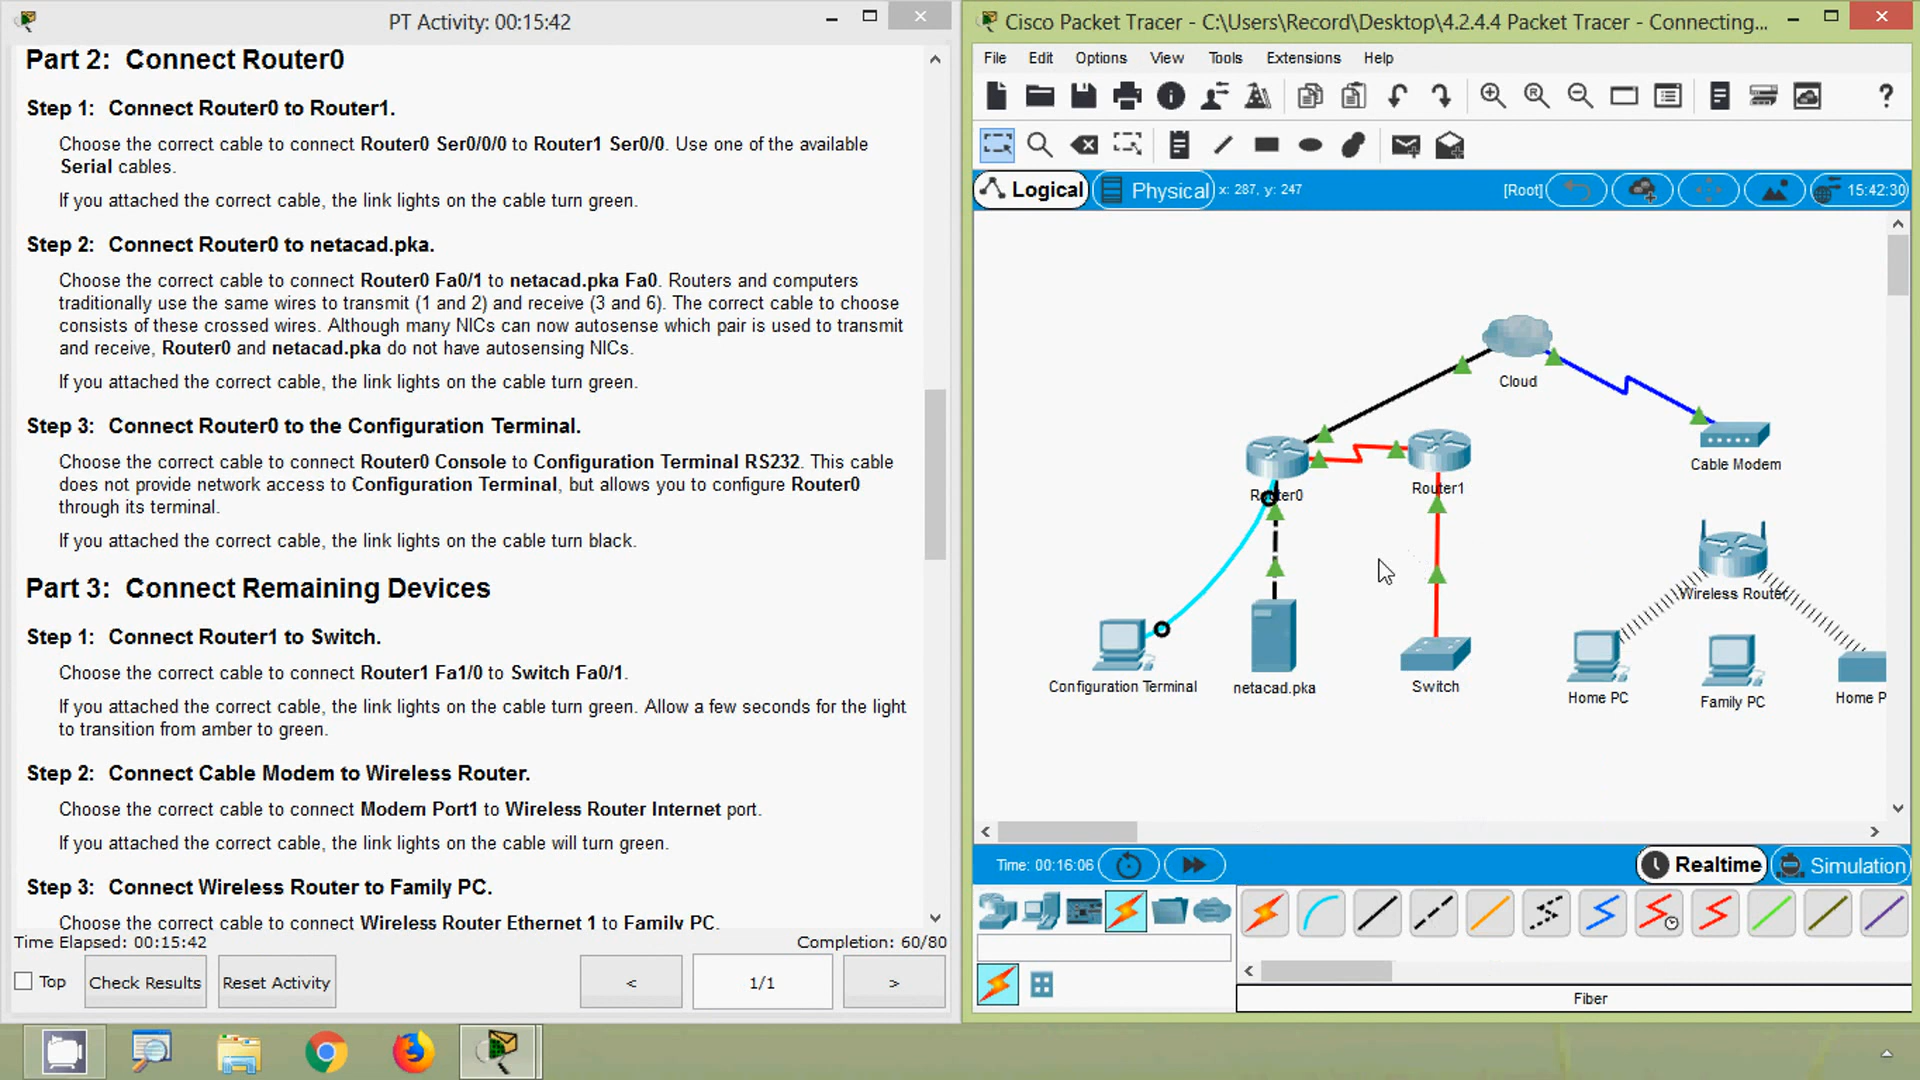 PT Activity: 00:15:42
Part 2: Connect Router0
Step 1: Connect Router0 to Router1.
Choose the correct cable to connect Router0 Ser0/0/0 to Router1 Ser0/0. Use one of the available
Serial cables.
If you attached the correct cable, the link lights on the cable turn green.
Step 2: Connect Router0 to netacad.pka.
Choose the correct cable to connect Router0 Fa0/1 to netacad.pka Fa0. Routers and computers
traditionally use the same wires to transmit (1 and 2) and receive (3 and 6). The correct cable to choose
consists of these crossed wires. Although many NICs can now autosense which pair is used to transmit
and receive, Router0 and netacad.pka do not have autosensing NICs.
If you attached the correct cable, the link lights on the cable turn green.
Step 3: Connect Router0 to the Configuration Terminal.
Choose the correct cable to connect Router0 Console to Configuration Terminal RS232. This cable
does not provide network access to Configuration Terminal, but allows you to configure Router0
through its terminal.
If you attached the correct cable, the link lights on the cable turn black.
Part 3: Connect Remaining Devices
Step 1: Connect Router1 to Switch.
Choose the correct cable to connect Router1 Fa1/0 to Switch Fa0/1.
If you attached the correct cable, the link lights on the cable turn green. Allow a few seconds for the light
to transition from amber to green.
Step 2: Connect Cable Modem to Wireless Router.
Choose the correct cable to connect Modem Port1 to Wireless Router Internet port.
If you attached the correct cable, the link lights on the cable will turn green.
Step 3: Connect Wireless Router to Family PC.
Choose the correct cable to connect Wireless Router Ethernet 1 to Family PC.
Time Elapsed: 00:15:42
Completion: 60/80
Top
Check Results
Reset Activity
<
1/1
>
Cisco Packet Tracer - C:\Users\Record\Desktop\4.2.4.4 Packet Tracer - Connecting...
File Edit Options View Tools Extensions Help
Logical
Physical
x: 287, y: 247
[Root]
15:42:30
Cloud
Cable Modem
Router0
Router1
Wireless Router
Configuration Terminal
netacad.pka
Switch
Home PC
Family PC
Home P
Time: 00:16:06
Realtime
Simulation
Fiber